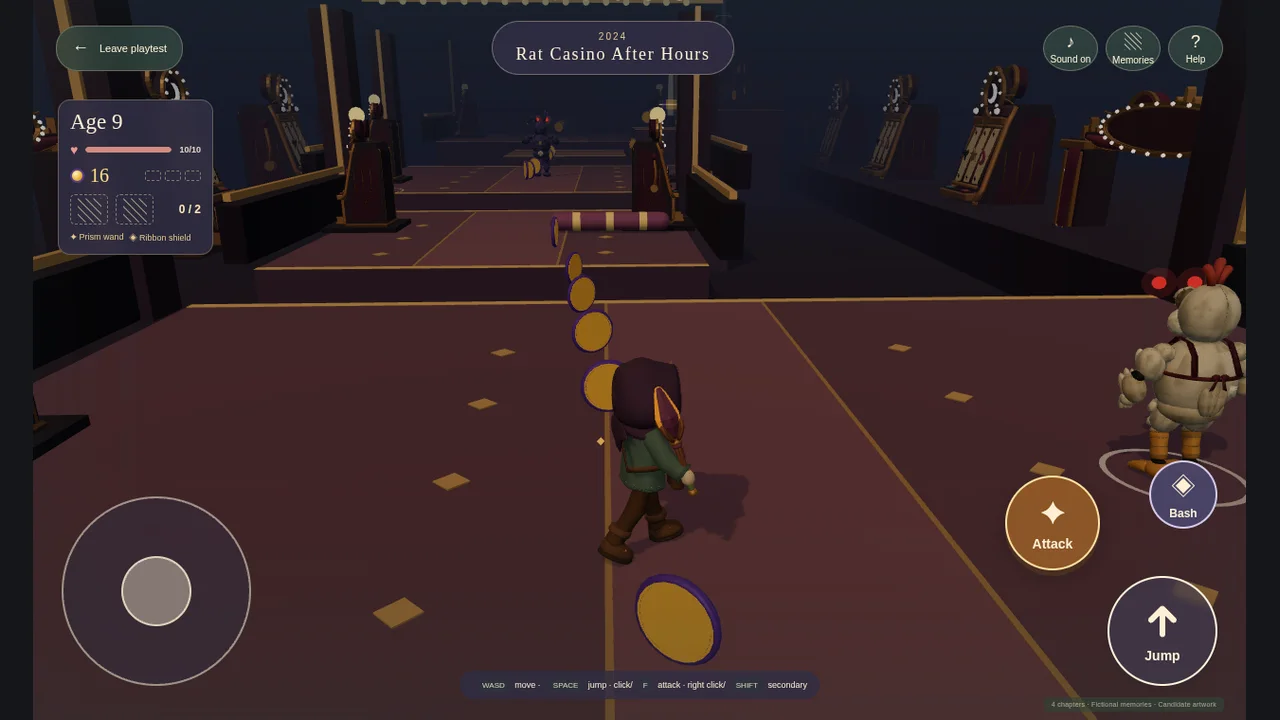 ← Leave playtest
2024
Rat Casino After Hours
♪
Sound on
Memories
?
Help
Age 9
10/10
16
0 / 2
✦ Prism wand ◈ Ribbon shield
Attack
Bash
Jump
WASD move · SPACE jump · click/ F attack · right click/ SHIFT secondary
4 chapters · Fictional memories · Candidate artwork